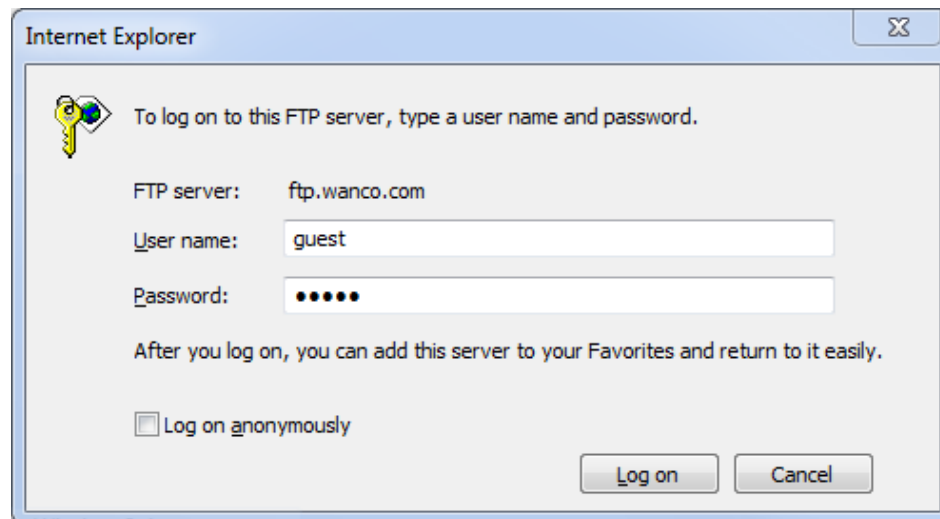 Internet Explorer
To log on to this FTP server, type a user name and password.
FTP server: ftp.wanco.com
User name: guest
Password: •••••
After you log on, you can add this server to your Favorites and return to it easily.
Log on anonymously
Log on Cancel